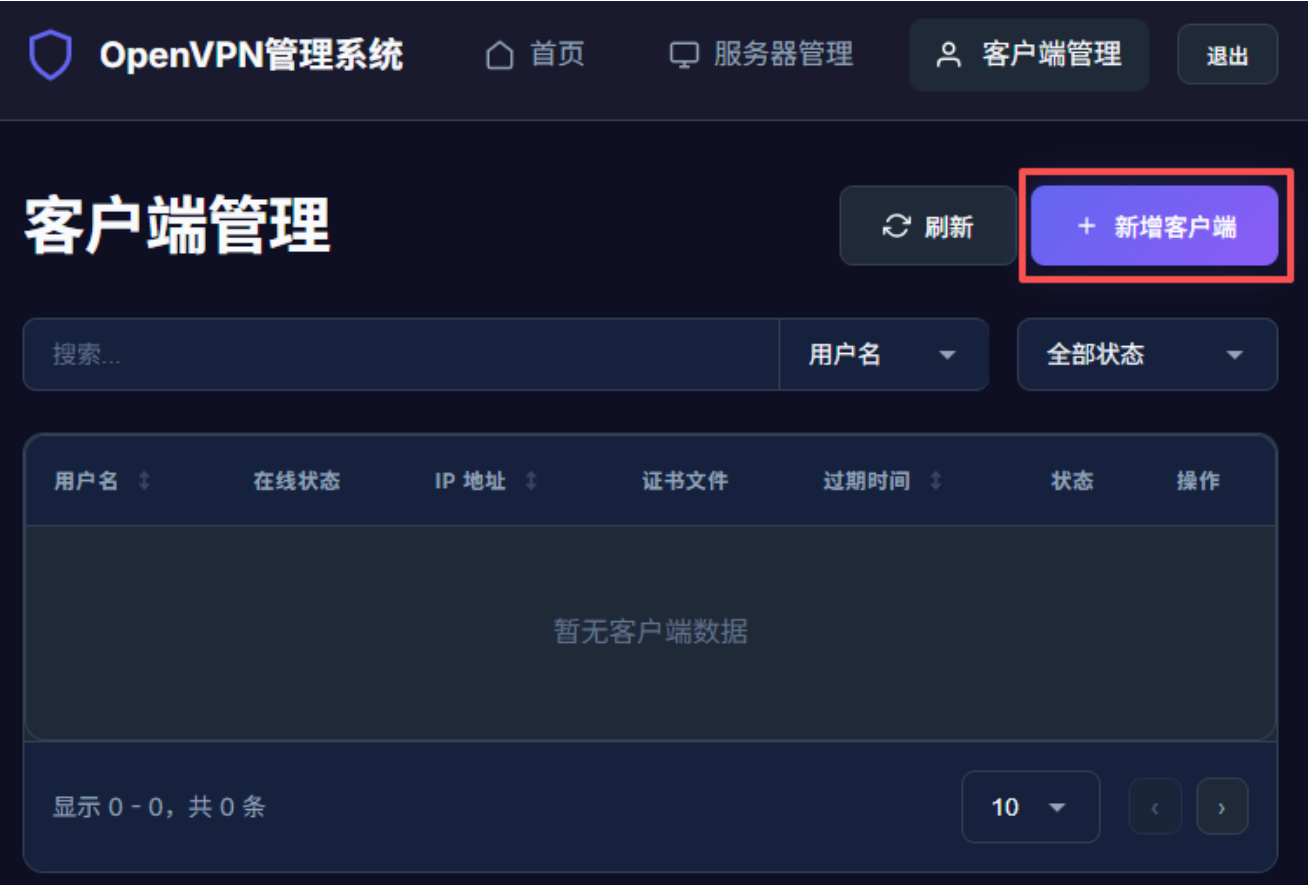 OpenVPN管理系统 首页 服务器管理 客户端管理 退出
客户端管理 刷新 + 新增客户端
搜索... 用户名 全部状态
用户名 在线状态 IP 地址 证书文件 过期时间 状态 操作
暂无客户端数据
显示 0 - 0，共 0 条 10 ‹ ›